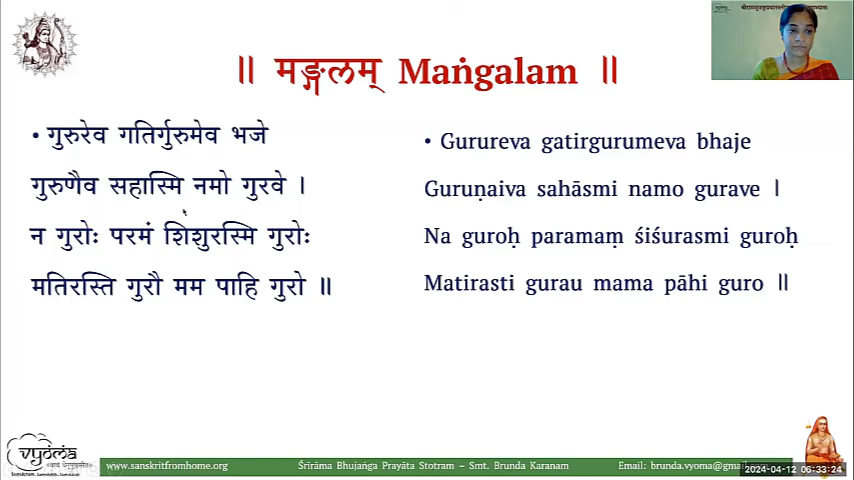 ॥ मङ्गलम् Maṅgalam ॥
• गुरुरेव गतिर्गुरुमेव भजे
गुरुणैव सहास्मि नमो गुरवे ।
न गुरोः परमं शिशुरस्मि गुरोः
मतिरस्ति गुरौ मम पाहि गुरो ॥
• Gurureva gatirgurumeva bhaje
Guruṇaiva sahāsmi namo gurave ।
Na guroḥ paramaṃ śiśurasmi guroḥ
Matirasti gurau mama pāhi guro ॥
vyoma
www.sanskritfromhome.org
Śrīrāma Bhujaṅga Prayāta Stotram – Smt. Brunda Karanam
Email: brunda.vyoma@gmail
2024-04-12 06:33:24